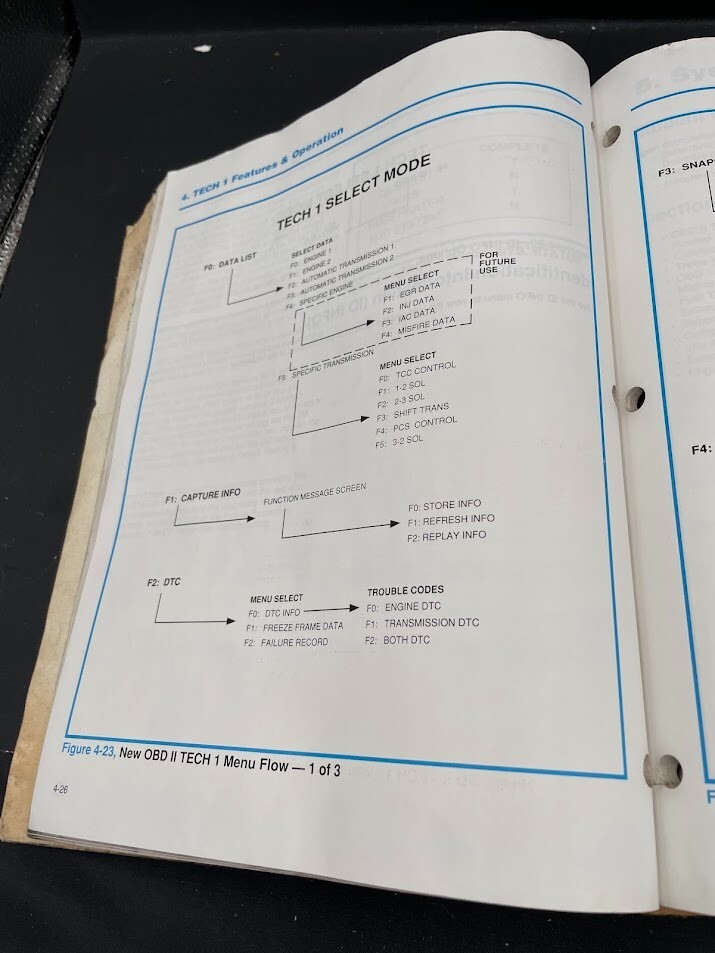 4. TECH 1 Features & Operation
TECH 1 SELECT MODE
F0: DATA LIST
SELECT DATA
F0: ENGINE 1
F1: ENGINE 2
F2: AUTOMATIC TRANSMISSION 1
F3: AUTOMATIC TRANSMISSION 2
F4: SPECIFIC ENGINE
MENU SELECT
F1: EGR DATA
F2: INJ DATA
F3: IAC DATA
F4: MISFIRE DATA
FOR
FUTURE
USE
F5: SPECIFIC TRANSMISSION
MENU SELECT
F0: TCC CONTROL
F1: 1-2 SOL
F2: 2-3 SOL
F3: SHIFT TRANS
F4: PCS CONTROL
F5: 3-2 SOL
F1: CAPTURE INFO
FUNCTION MESSAGE SCREEN
F0: STORE INFO
F1: REFRESH INFO
F2: REPLAY INFO
F2: DTC
MENU SELECT
F0: DTC INFO
F1: FREEZE FRAME DATA
F2: FAILURE RECORD
TROUBLE CODES
F0: ENGINE DTC
F1: TRANSMISSION DTC
F2: BOTH DTC
Figure 4-23, New OBD II TECH 1 Menu Flow — 1 of 3
4-26
F3: SNAP
F4: